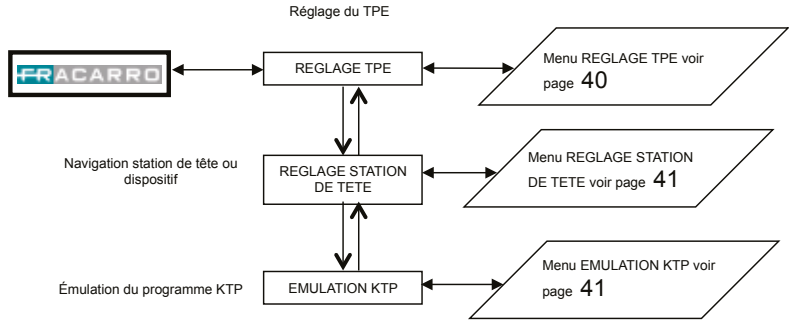 Réglage du TPE
FRACARRO
REGLAGE TPE
Menu REGLAGE TPE voir
page 40
Navigation station de tête ou
dispositif
REGLAGE STATION
DE TETE
Menu REGLAGE STATION
DE TETE voir page 41
Émulation du programme KTP
EMULATION KTP
Menu EMULATION KTP voir
page 41